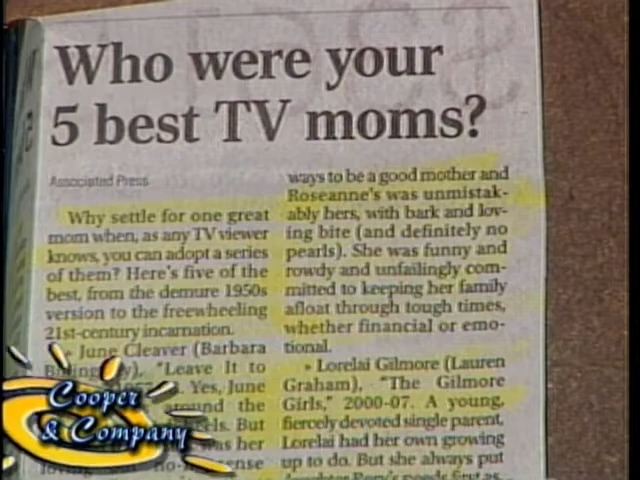 Who were your
5 best TV moms?
Associated Press
Why settle for one great
mom when, as any TV viewer
knows, you can adopt a series
of them? Here's five of the
best, from the demure 1950s
version to the freewheeling
21st-century incarnation.
» June Cleaver (Barbara
"Leave It to
Yes, June
around the
But
was her
ways to be a good mother and
Roseanne's was unmistak-
ably hers, with bark and lov-
ing bite (and definitely no
pearls). She was funny and
rowdy and unfailingly com-
mitted to keeping her family
afloat through tough times,
whether financial or emo-
tional.
» Lorelai Gilmore (Lauren
Graham), "The Gilmore
Girls," 2000-07. A young,
fiercely devoted single parent,
Lorelai had her own growing
up to do. But she always put
Cooper
& Company